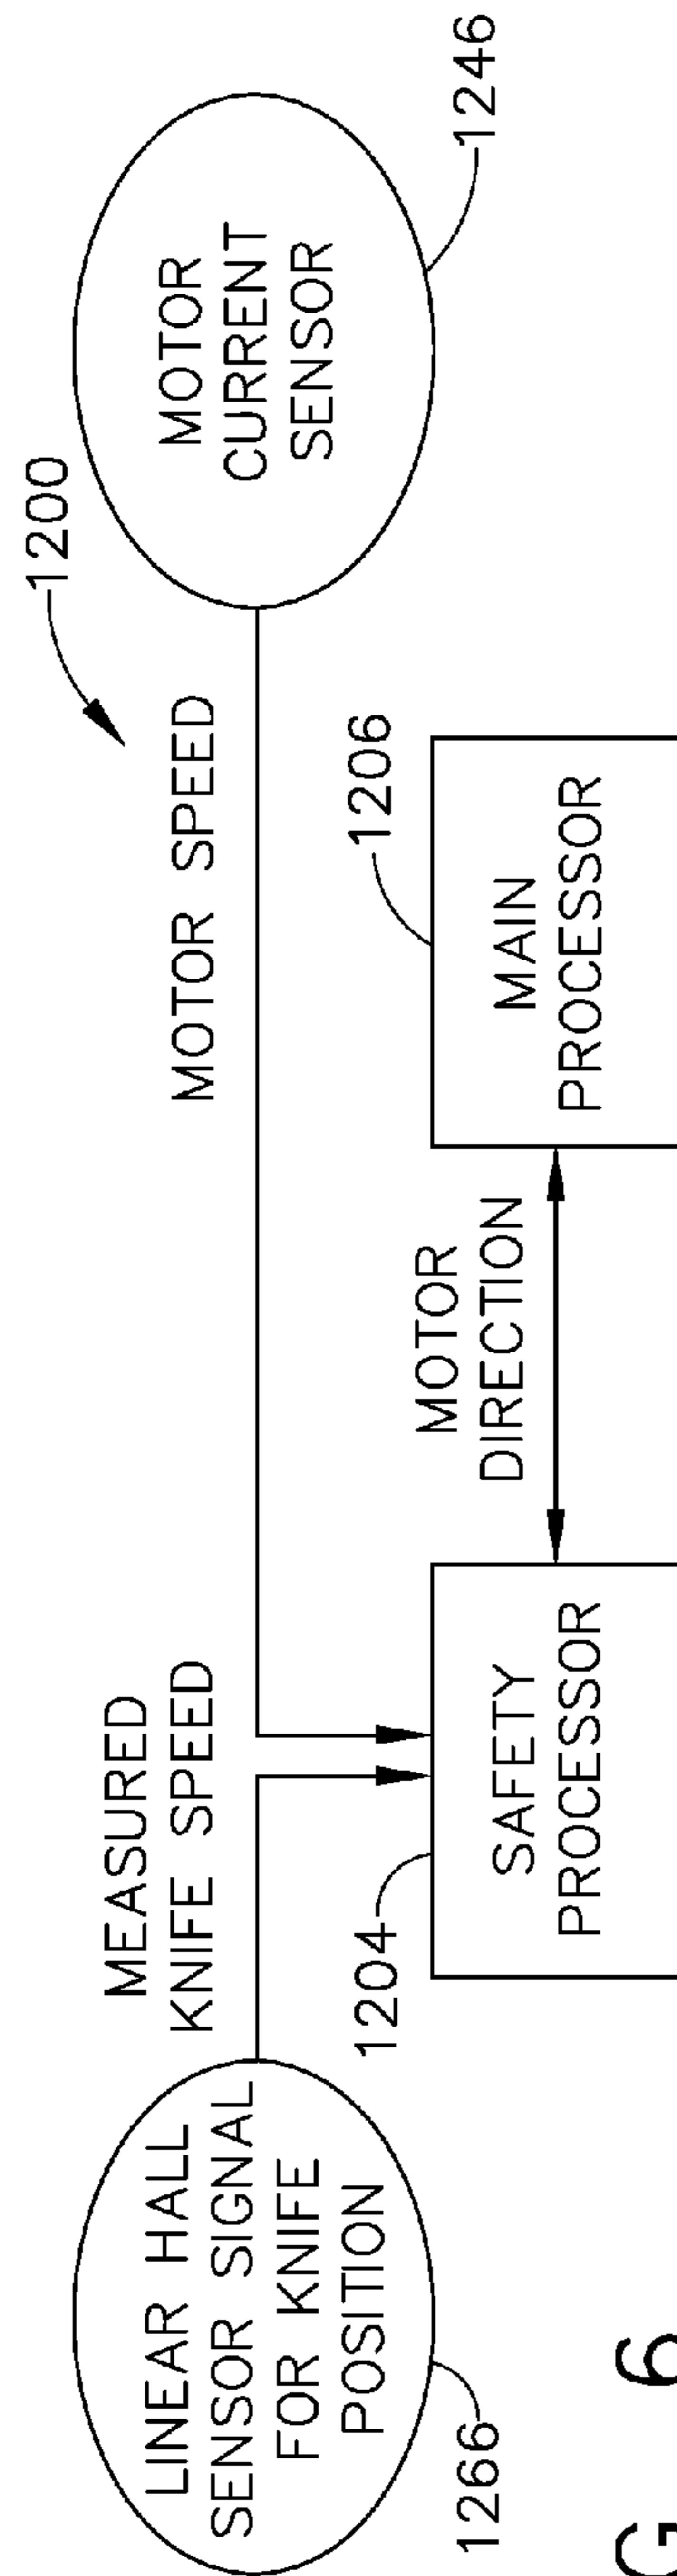 1200
MEASURED
KNIFE SPEED
MOTOR SPEED
LINEAR HALL
SENSOR SIGNAL
FOR KNIFE
POSITION
1266
MOTOR
CURRENT
SENSOR
1246
1204
SAFETY
PROCESSOR
MOTOR
DIRECTION
1206
MAIN
PROCESSOR
G 6